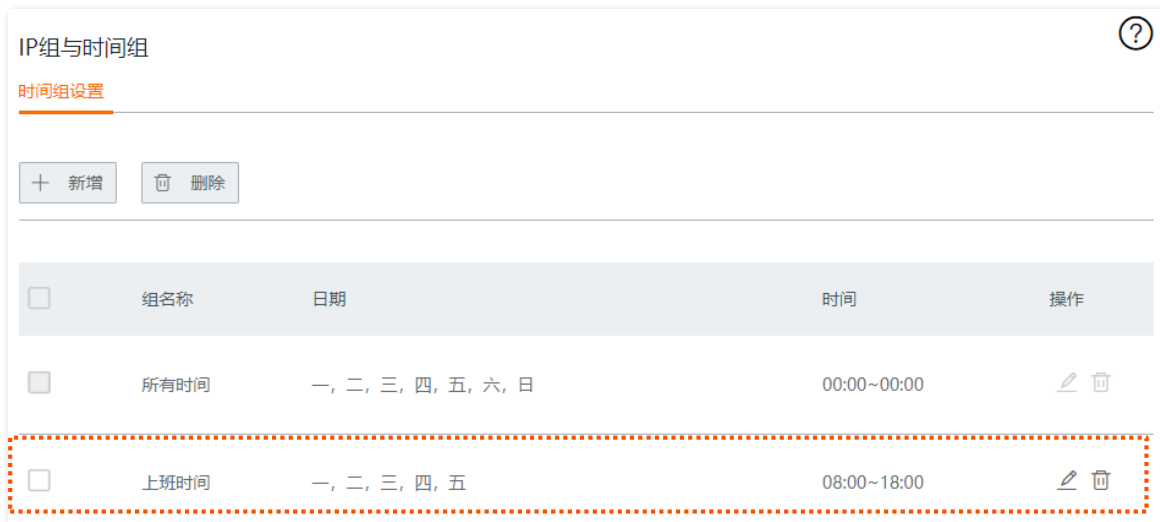 IP组与时间组
?
时间组设置
新增 删除
组名称 日期 时间 操作
所有时间 一, 二, 三, 四, 五, 六, 日 00:00~00:00
上班时间 一, 二, 三, 四, 五 08:00~18:00